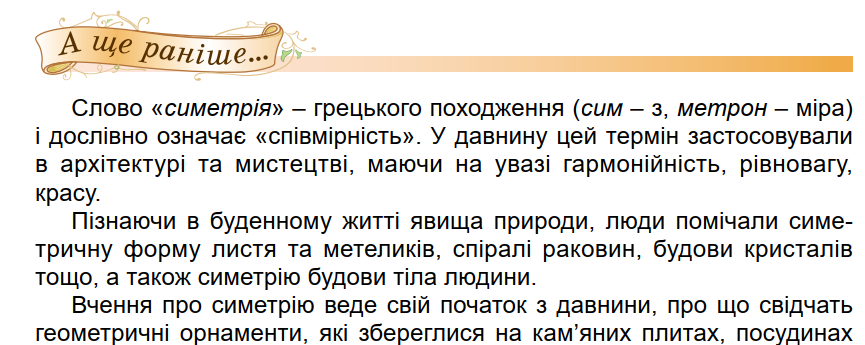 А ще раніше...
Слово «симетрія» – грецького походження (сим – з, метрон – міра)
і дослівно означає «співмірність». У давнину цей термін застосовували
в архітектурі та мистецтві, маючи на увазі гармонійність, рівновагу,
красу.
Пізнаючи в буденному житті явища природи, люди помічали симе-
тричну форму листя та метеликів, спіралі раковин, будови кристалів
тощо, а також симетрію будови тіла людини.
Вчення про симетрію веде свій початок з давнини, про що свідчать
геометричні орнаменти, які збереглися на кам’яних плитах, посудинах